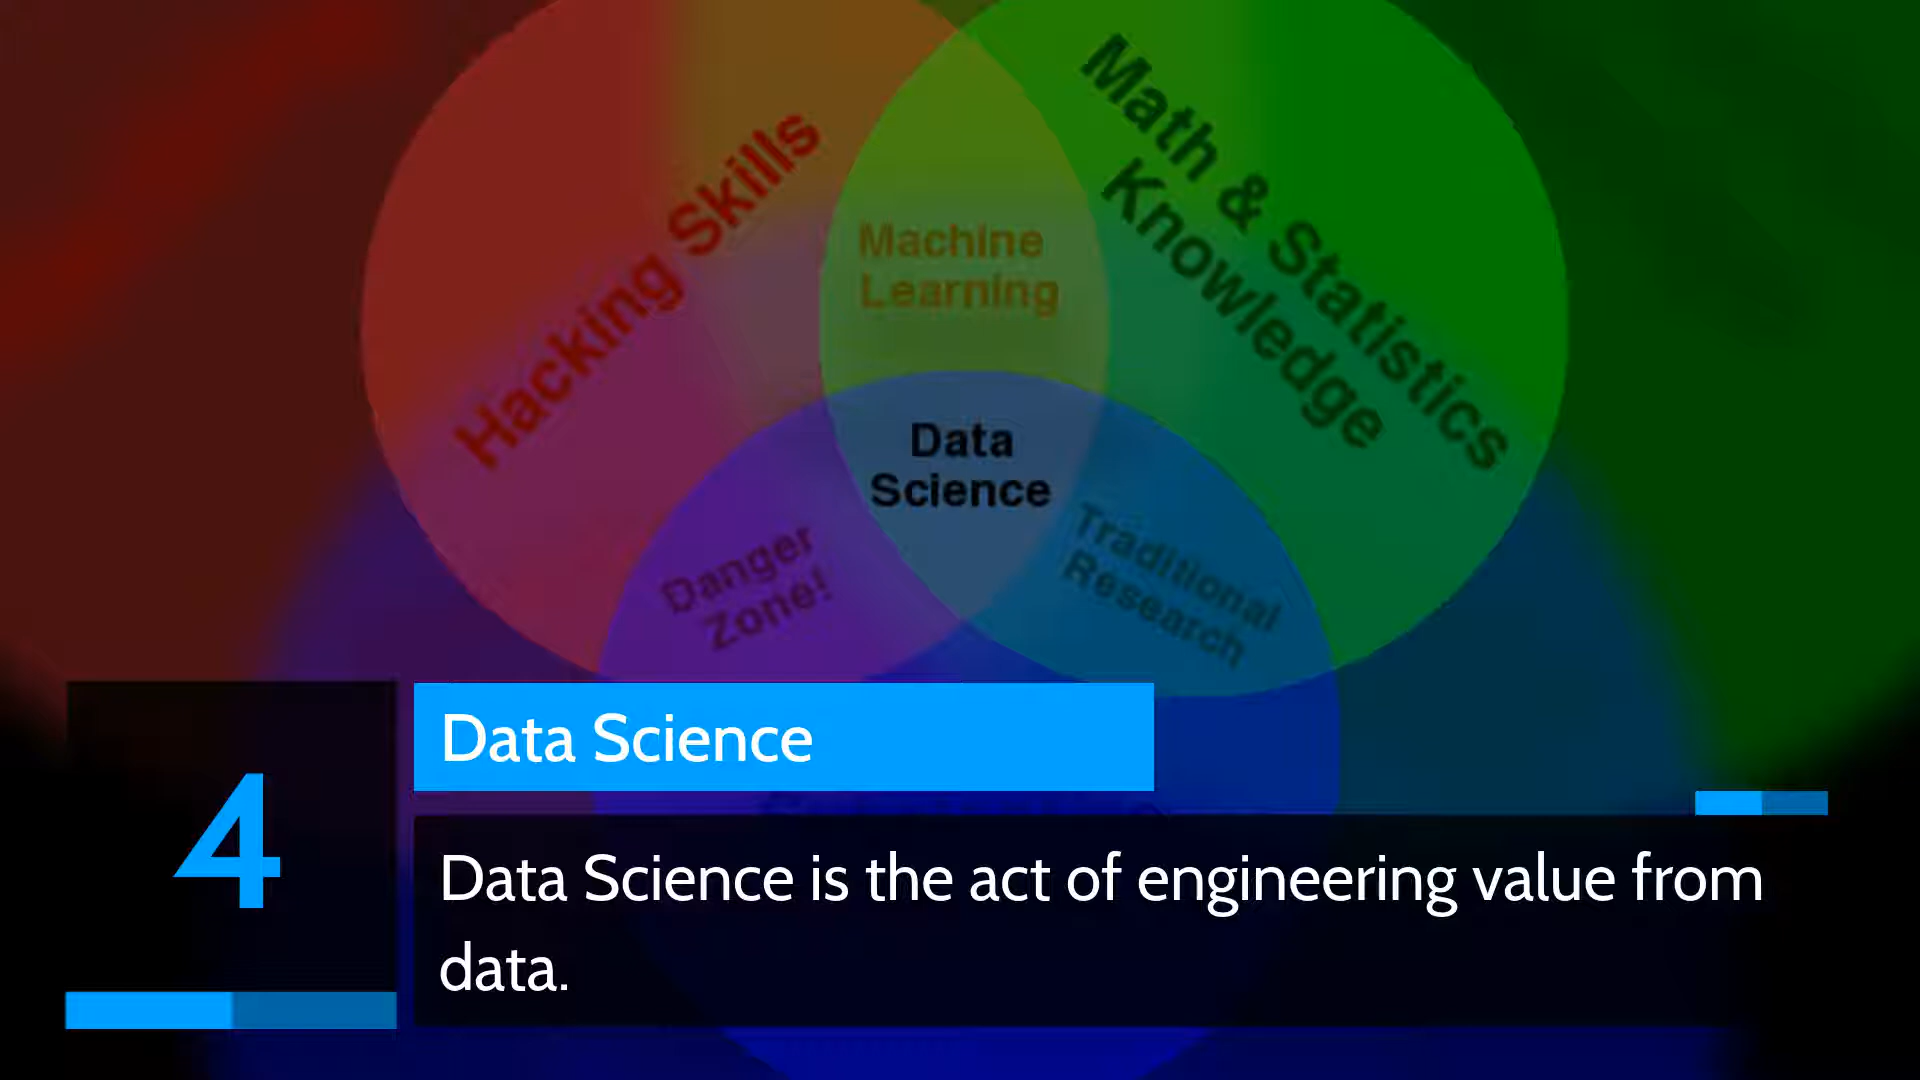 Hacking Skills
Math & Statistics
Knowledge
Machine
Learning
Data
Science
Danger
Zone!
Traditional
Research
4
Data Science
Data Science is the act of engineering value from
data.